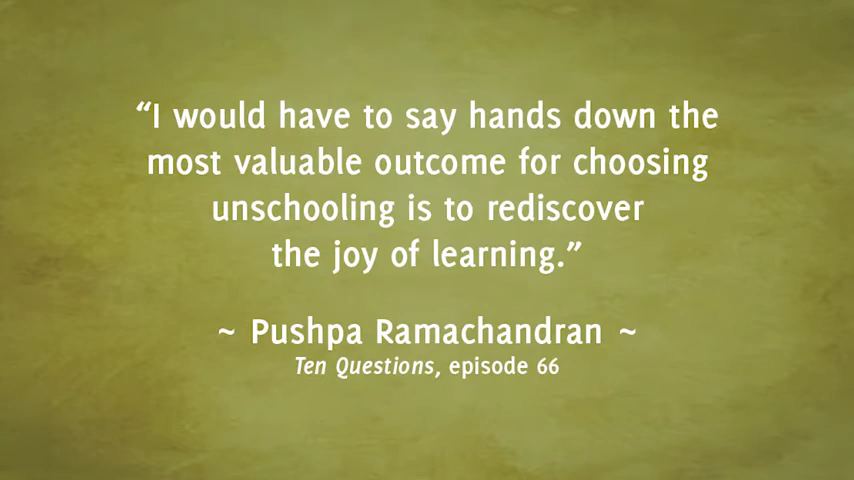 “I would have to say hands down the
most valuable outcome for choosing
unschooling is to rediscover
the joy of learning.”
~ Pushpa Ramachandran ~
Ten Questions, episode 66